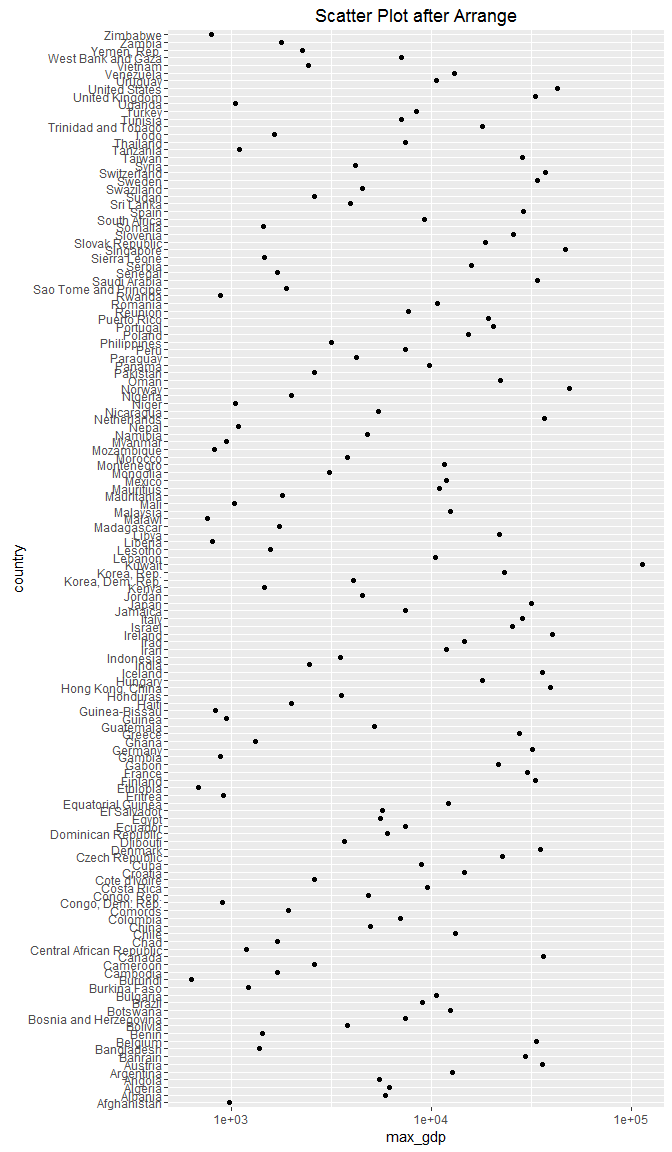 Scatter Plot after Arrange
country
Zimbabwe
Zambia
Yemen, Rep.
West Bank and Gaza
Vietnam
Venezuela
Uruguay
United States
United Kingdom
Uganda
Turkey
Tunisia
Trinidad and Tobago
Togo
Thailand
Tanzania
Taiwan
Syria
Switzerland
Sweden
Swaziland
Sudan
Sri Lanka
Spain
South Africa
Somalia
Slovenia
Slovak Republic
Singapore
Sierra Leone
Serbia
Senegal
Saudi Arabia
Sao Tome and Principe
Rwanda
Romania
Reunion
Puerto Rico
Portugal
Poland
Philippines
Peru
Paraguay
Panama
Pakistan
Oman
Norway
Nigeria
Niger
Nicaragua
Netherlands
Nepal
Namibia
Myanmar
Mozambique
Morocco
Montenegro
Mongolia
Mexico
Mauritius
Mauritania
Mali
Malaysia
Malawi
Madagascar
Libya
Liberia
Lesotho
Lebanon
Kuwait
Korea, Rep.
Korea, Dem. Rep.
Kenya
Jordan
Japan
Jamaica
Italy
Israel
Ireland
Iraq
Iran
Indonesia
India
Iceland
Hungary
Hong Kong, China
Honduras
Haiti
Guinea-Bissau
Guinea
Guatemala
Greece
Ghana
Germany
Gambia
Gabon
France
Finland
Ethiopia
Eritrea
Equatorial Guinea
El Salvador
Egypt
Ecuador
Dominican Republic
Djibouti
Denmark
Czech Republic
Cuba
Croatia
Cote d'Ivoire
Costa Rica
Congo, Rep.
Congo, Dem. Rep.
Comoros
Colombia
China
Chile
Chad
Central African Republic
Canada
Cameroon
Cambodia
Burundi
Burkina Faso
Bulgaria
Brazil
Botswana
Bosnia and Herzegovina
Bolivia
Benin
Belgium
Bangladesh
Bahrain
Austria
Argentina
Angola
Algeria
Albania
Afghanistan
1e+03 1e+04 1e+05
max_gdp